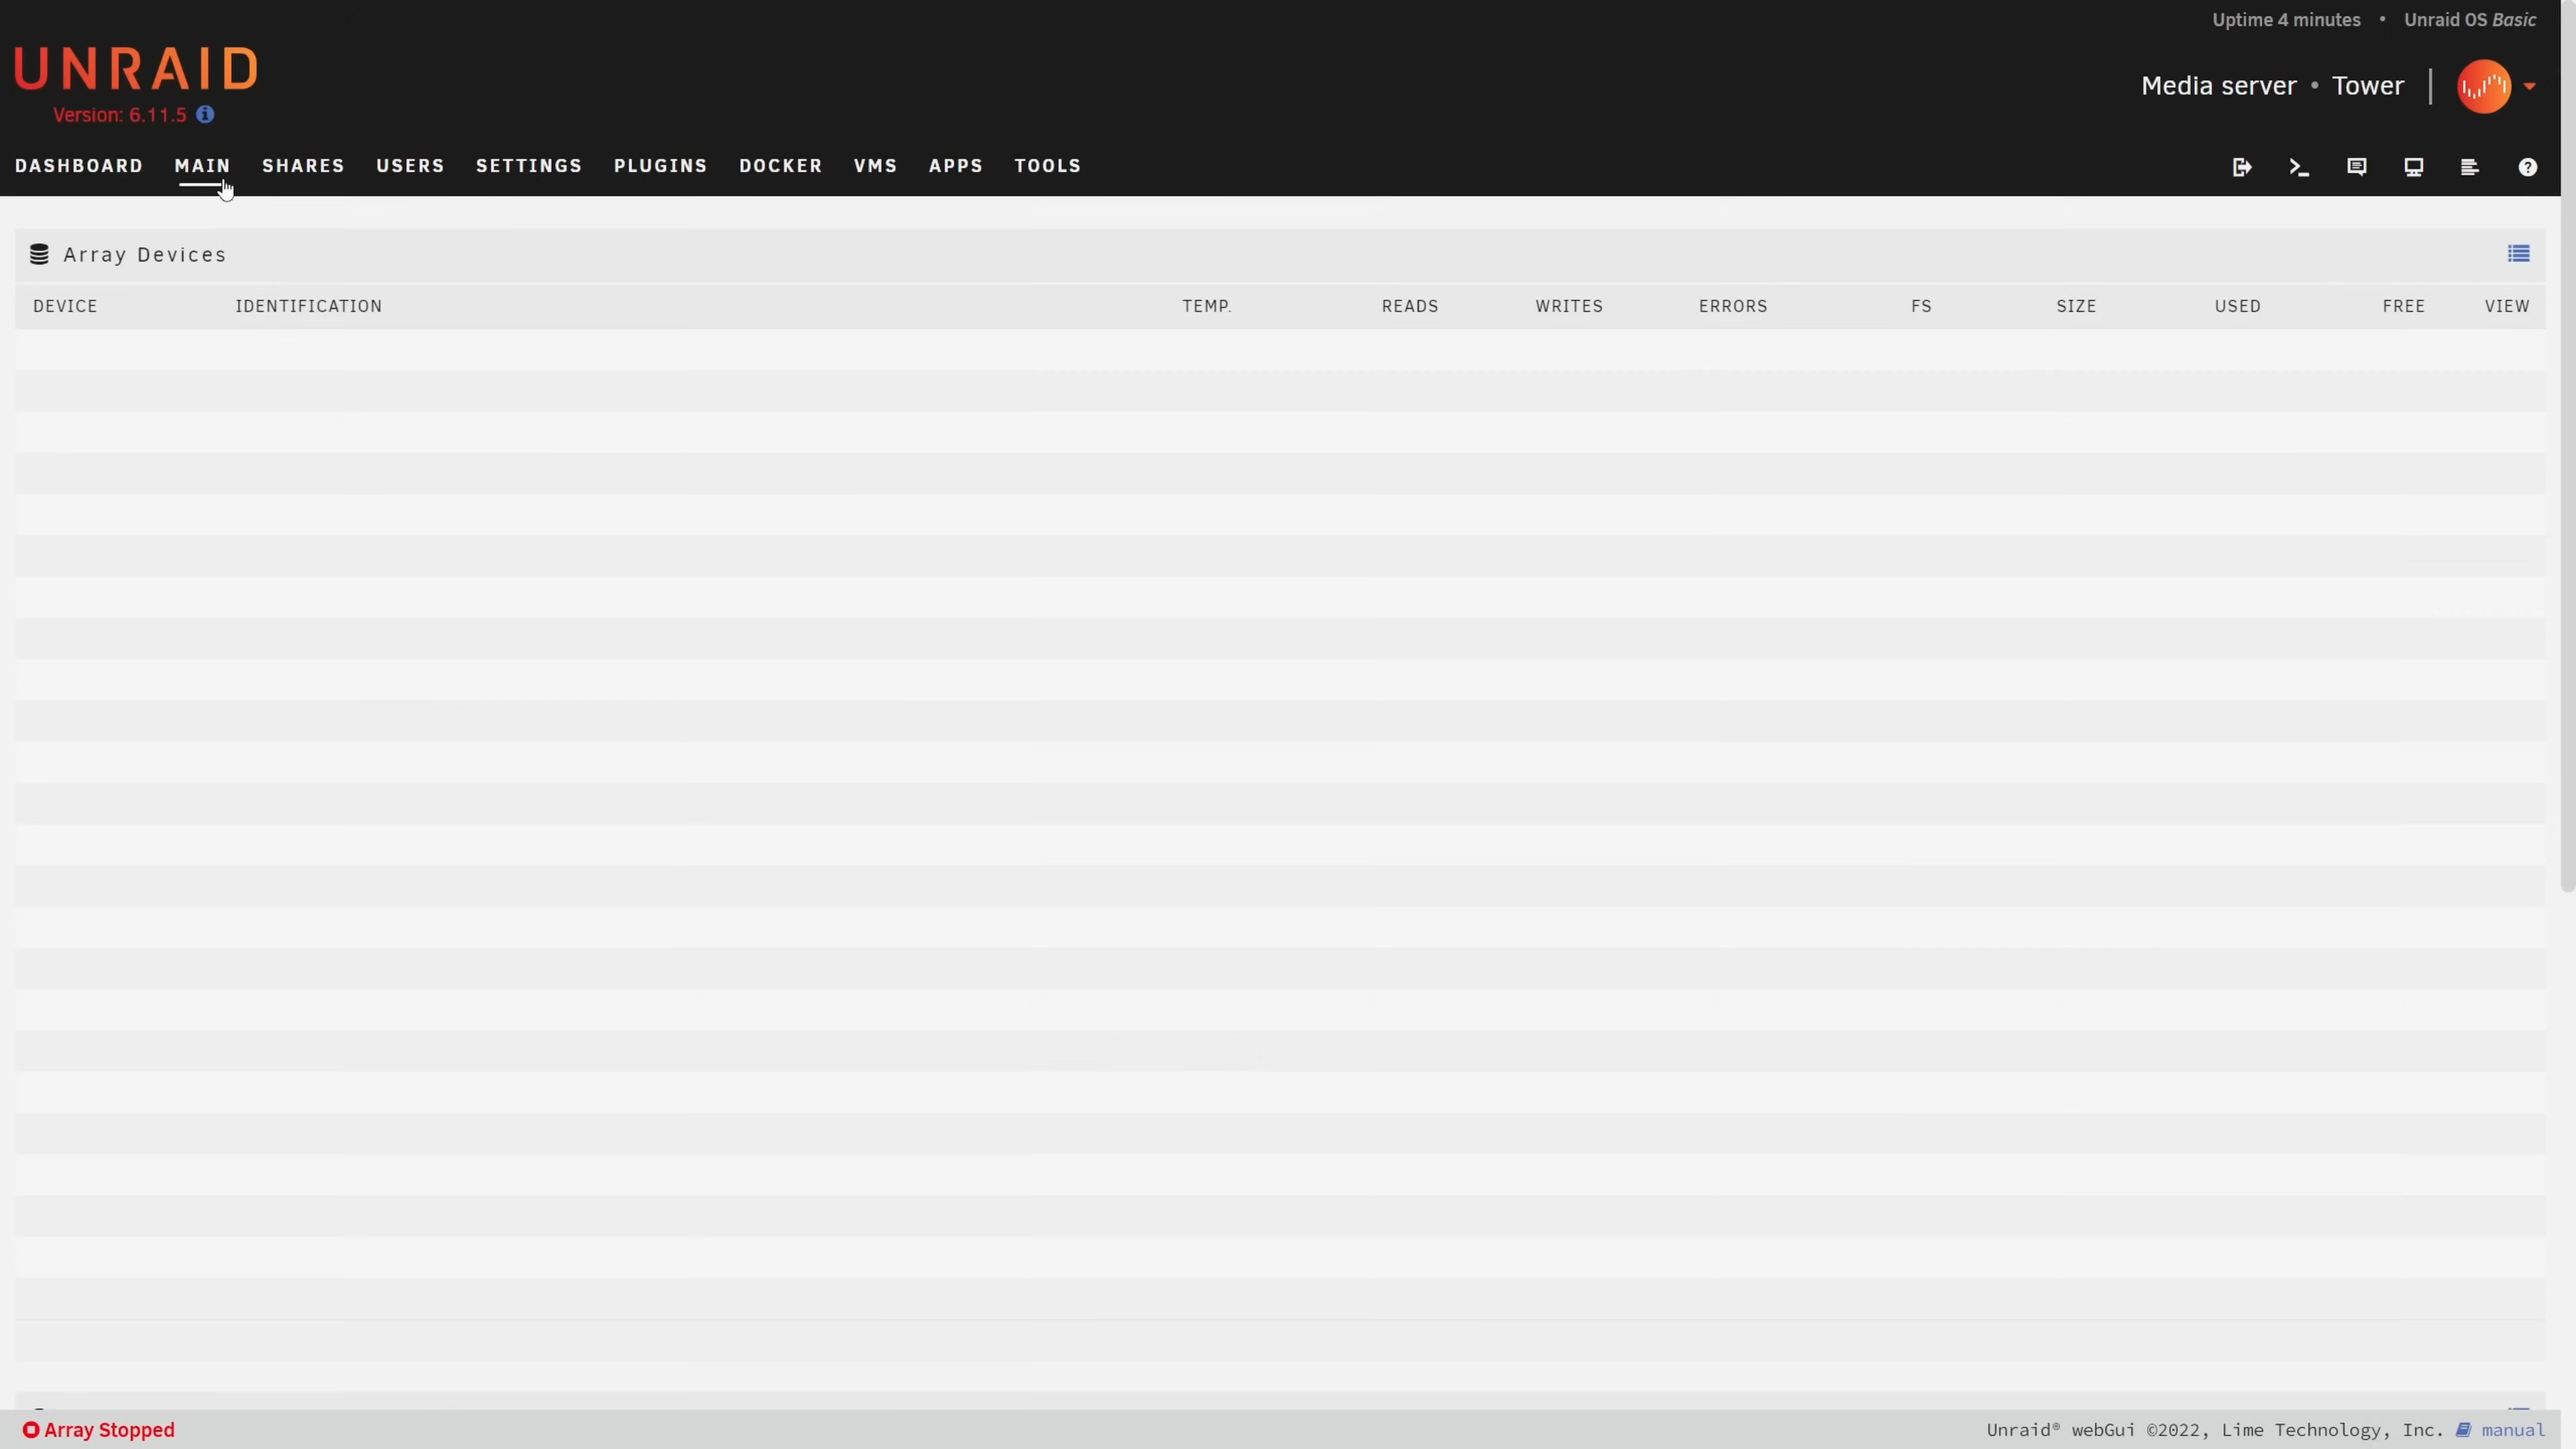 Uptime 4 minutes • Unraid OS Basic
UNRAID
Version: 6.11.5
Media server • Tower
DASHBOARD MAIN SHARES USERS SETTINGS PLUGINS DOCKER VMS APPS TOOLS
Array Devices
DEVICE IDENTIFICATION TEMP. READS WRITES ERRORS FS SIZE USED FREE VIEW
Array Stopped
Unraid® webGui ©2022, Lime Technology, Inc. manual